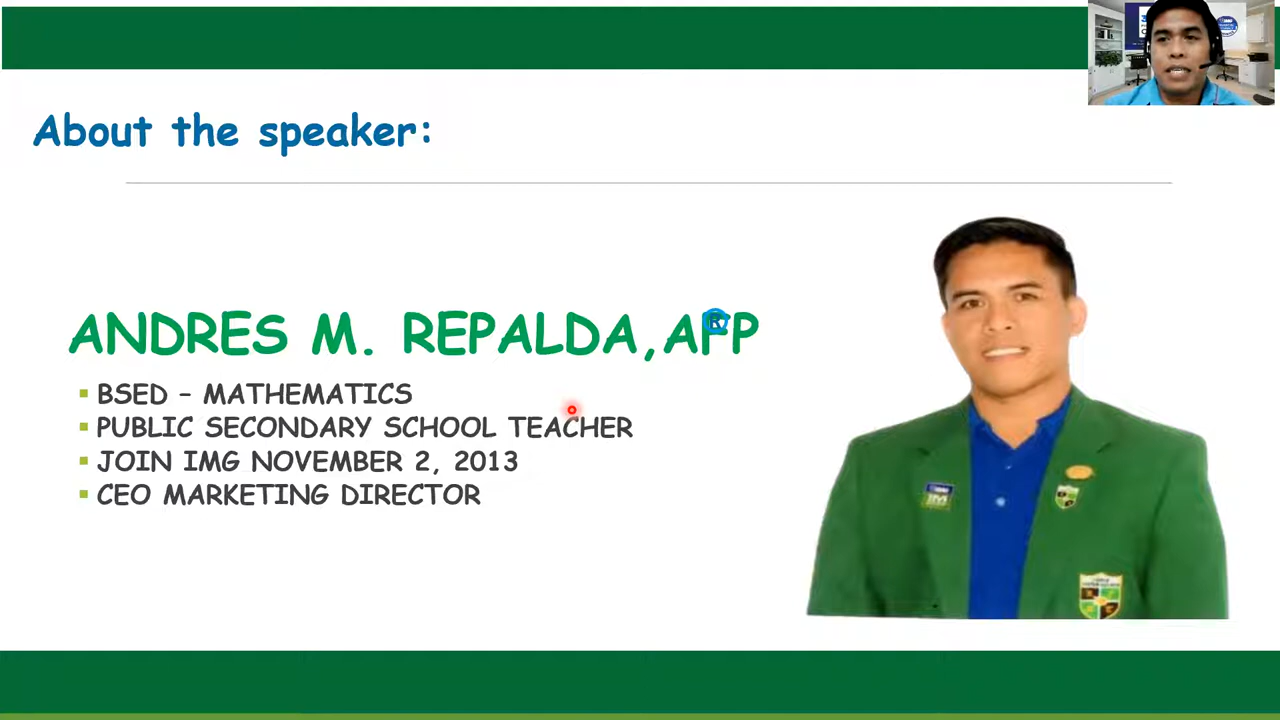 About the speaker:
ANDRES M. REPALDA,AFP
BSED – MATHEMATICS
PUBLIC SECONDARY SCHOOL TEACHER
JOIN IMG NOVEMBER 2, 2013
CEO MARKETING DIRECTOR